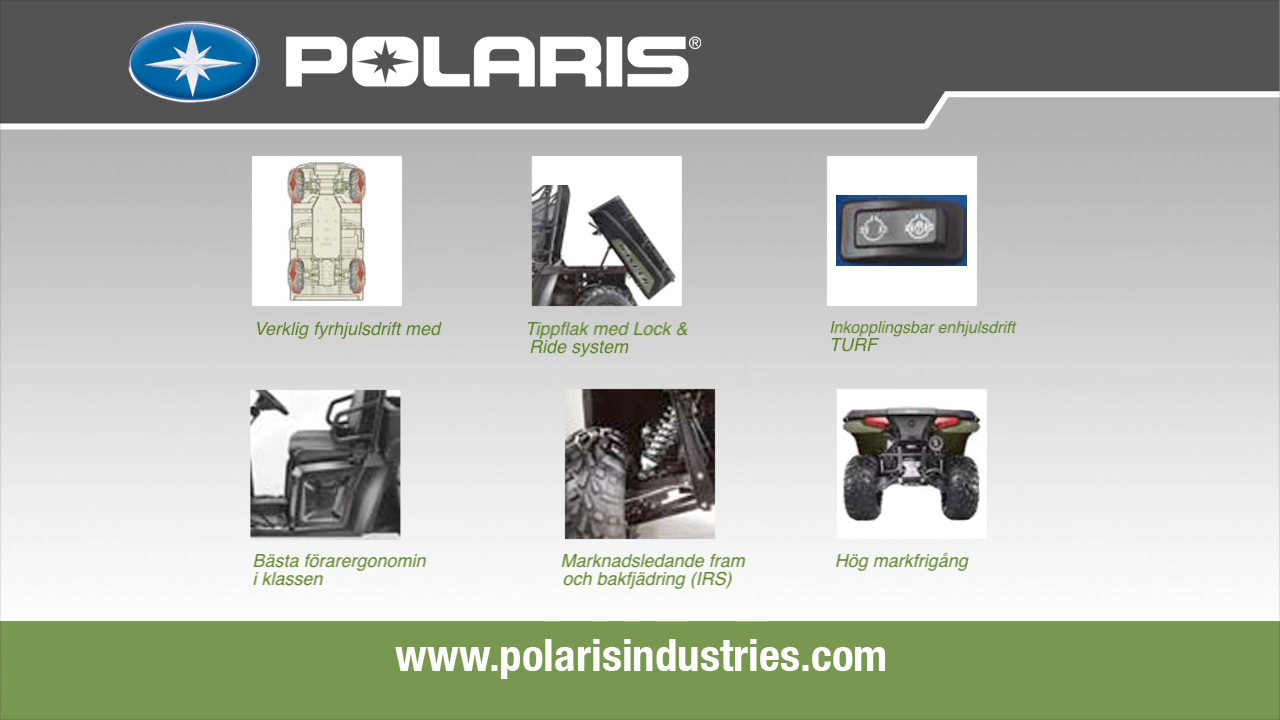 POLARIS®
Verklig fyrhjulsdrift med
Tippflak med Lock &
Ride system
Inkopplingsbar enhjulsdrift
TURF
Bästa förarergonomin
i klassen
Marknadsledande fram
och bakfjädring (IRS)
Hög markfrigång
www.polarisindustries.com